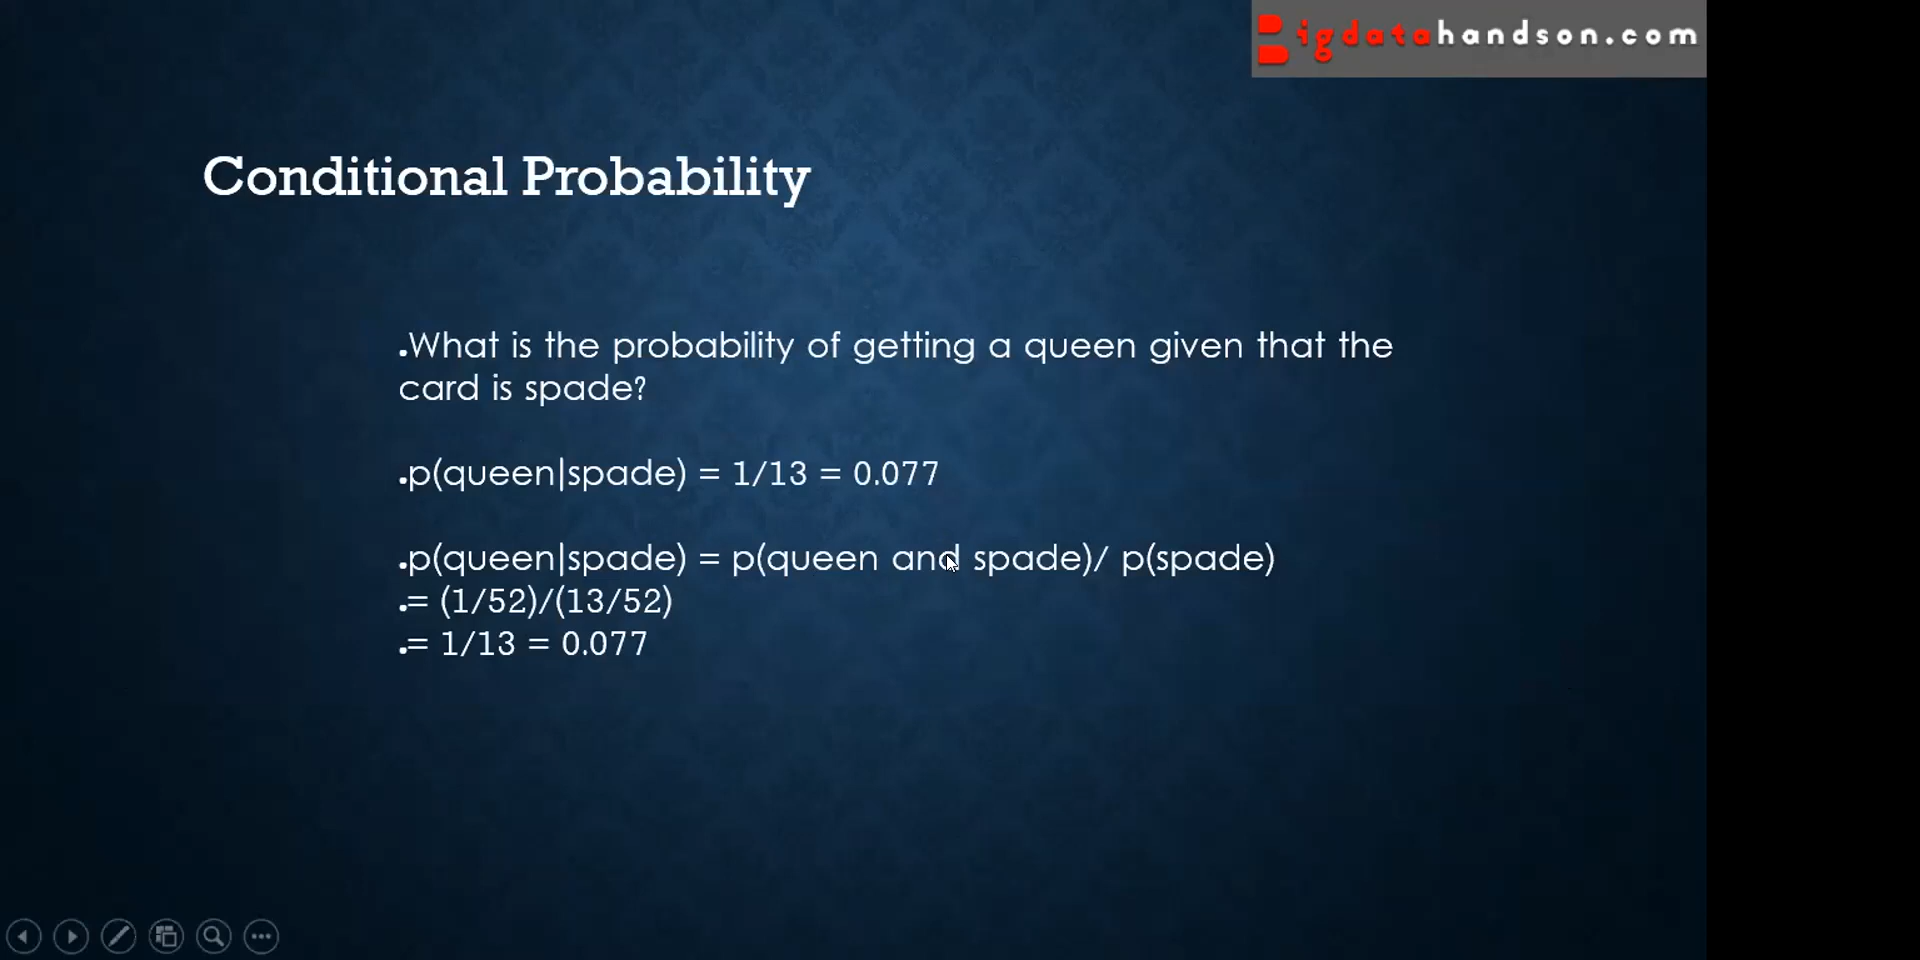 Bigdatahandson.com
Conditional Probability
.What is the probability of getting a queen given that the
card is spade?
.p(queen|spade) = 1/13 = 0.077
.p(queen|spade) = p(queen and spade)/ p(spade)
.= (1/52)/(13/52)
.= 1/13 = 0.077